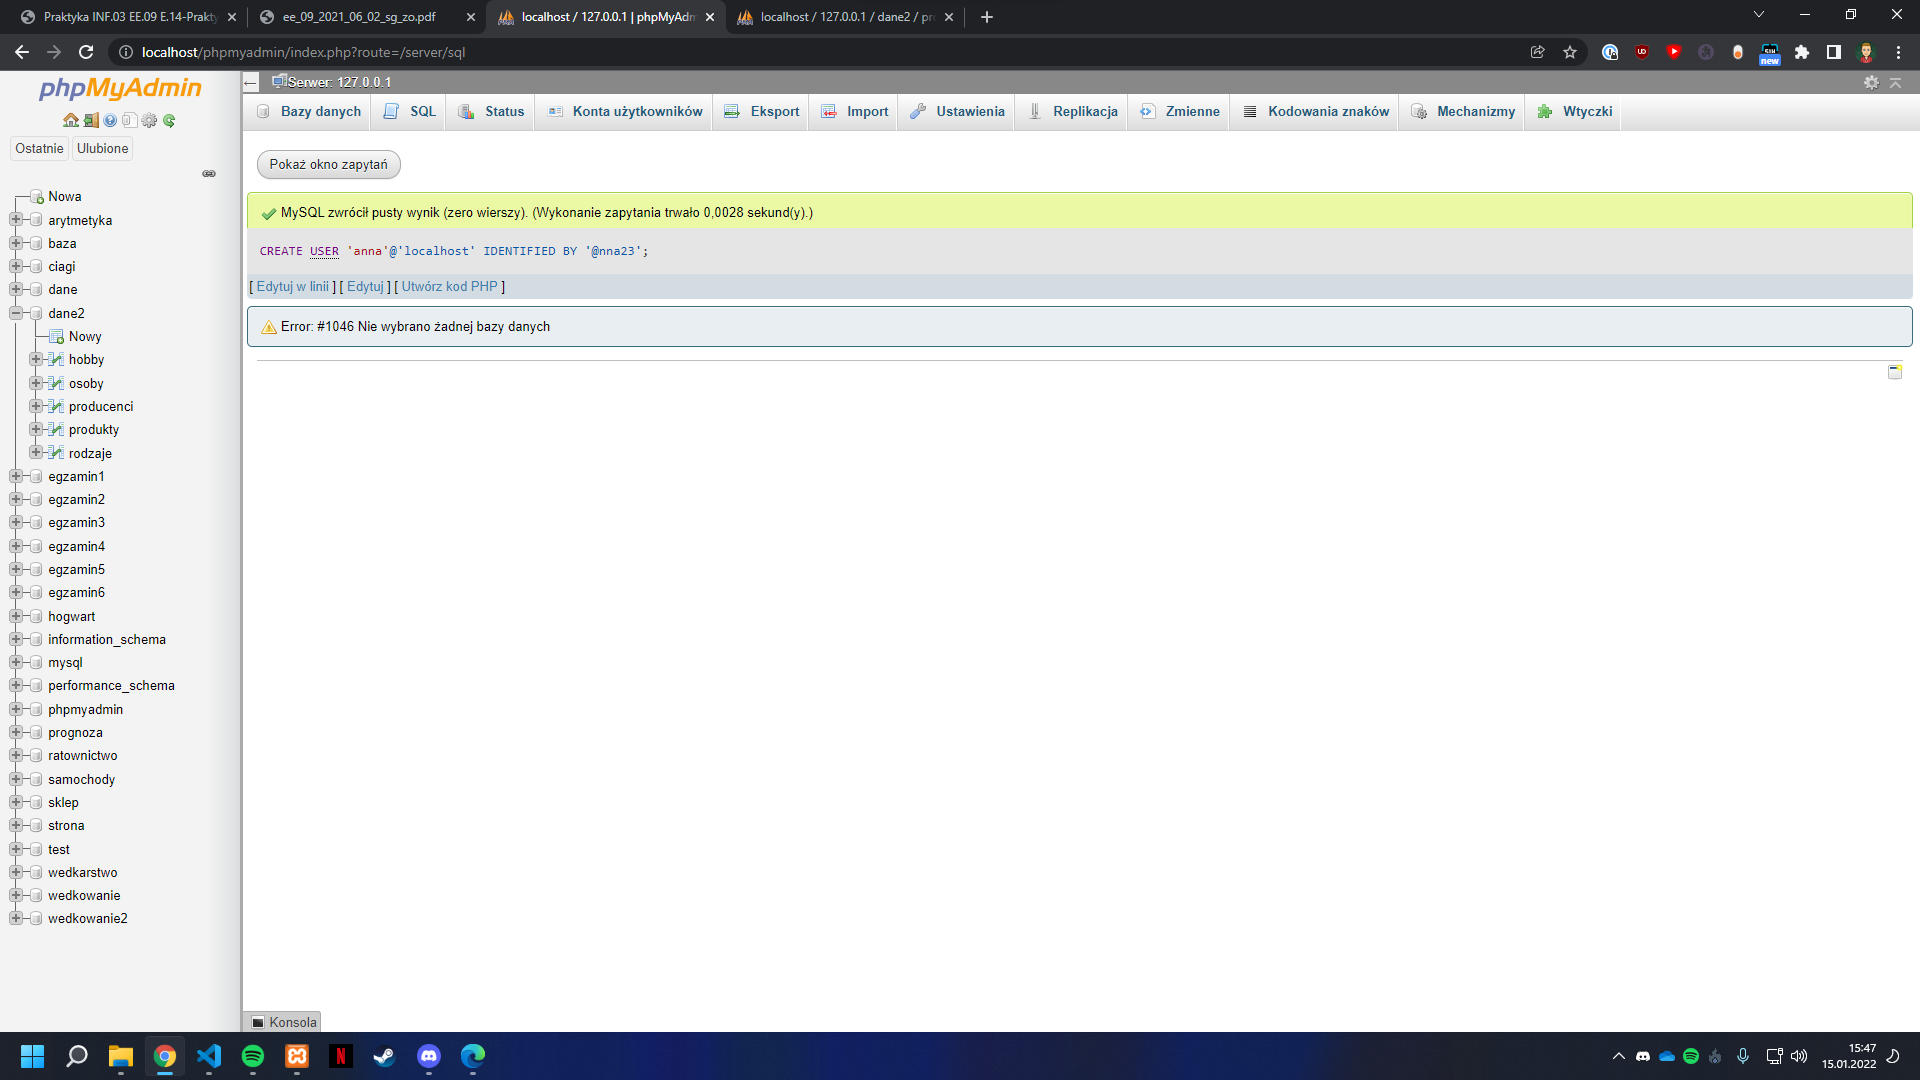 Praktyka INF.03 EE.09 E.14-Prakty
ee_09_2021_06_02_sg_zo.pdf
localhost / 127.0.0.1 | phpMyAdm
localhost / 127.0.0.1 / dane2 / pr
localhost/phpmyadmin/index.php?route=/server/sql
new
phpMyAdmin
Ostatnie
Ulubione
Nowa
arytmetyka
baza
ciagi
dane
dane2
Nowy
hobby
osoby
producenci
produkty
rodzaje
egzamin1
egzamin2
egzamin3
egzamin4
egzamin5
egzamin6
hogwart
information_schema
mysql
performance_schema
phpmyadmin
prognoza
ratownictwo
samochody
sklep
strona
test
wedkarstwo
wedkowanie
wedkowanie2
Serwer: 127.0.0.1
Bazy danych
SQL
Status
Konta użytkowników
Eksport
Import
Ustawienia
Replikacja
Zmienne
Kodowania znaków
Mechanizmy
Wtyczki
Pokaż okno zapytań
MySQL zwrócił pusty wynik (zero wierszy). (Wykonanie zapytania trwało 0,0028 sekund(y).)
CREATE USER 'anna'@'localhost' IDENTIFIED BY '@nna23';
[ Edytuj w linii ] [ Edytuj ] [ Utwórz kod PHP ]
Error: #1046 Nie wybrano żadnej bazy danych
Konsola
15:47
15.01.2022